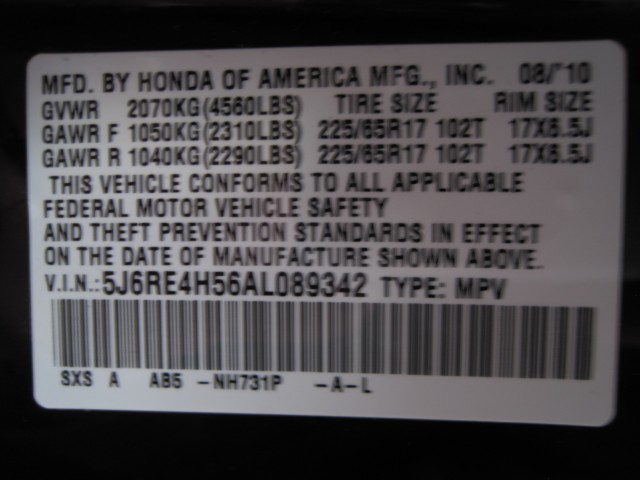 MFD. BY HONDA OF AMERICA MFG., INC. 08/'10
GVWR 2070KG(4560LBS) TIRE SIZE RIM SIZE
GAWR F 1050KG(2310LBS) 225/65R17 102T 17X6.5J
GAWR R 1040KG(2290LBS) 225/65R17 102T 17X6.5J
THIS VEHICLE CONFORMS TO ALL APPLICABLE
FEDERAL MOTOR VEHICLE SAFETY
AND THEFT PREVENTION STANDARDS IN EFFECT
ON THE DATE OF MANUFACTURE SHOWN ABOVE.
V.I.N.:5J6RE4H56AL089342 TYPE: MPV
SXS A AB5 -NH731P -A-L